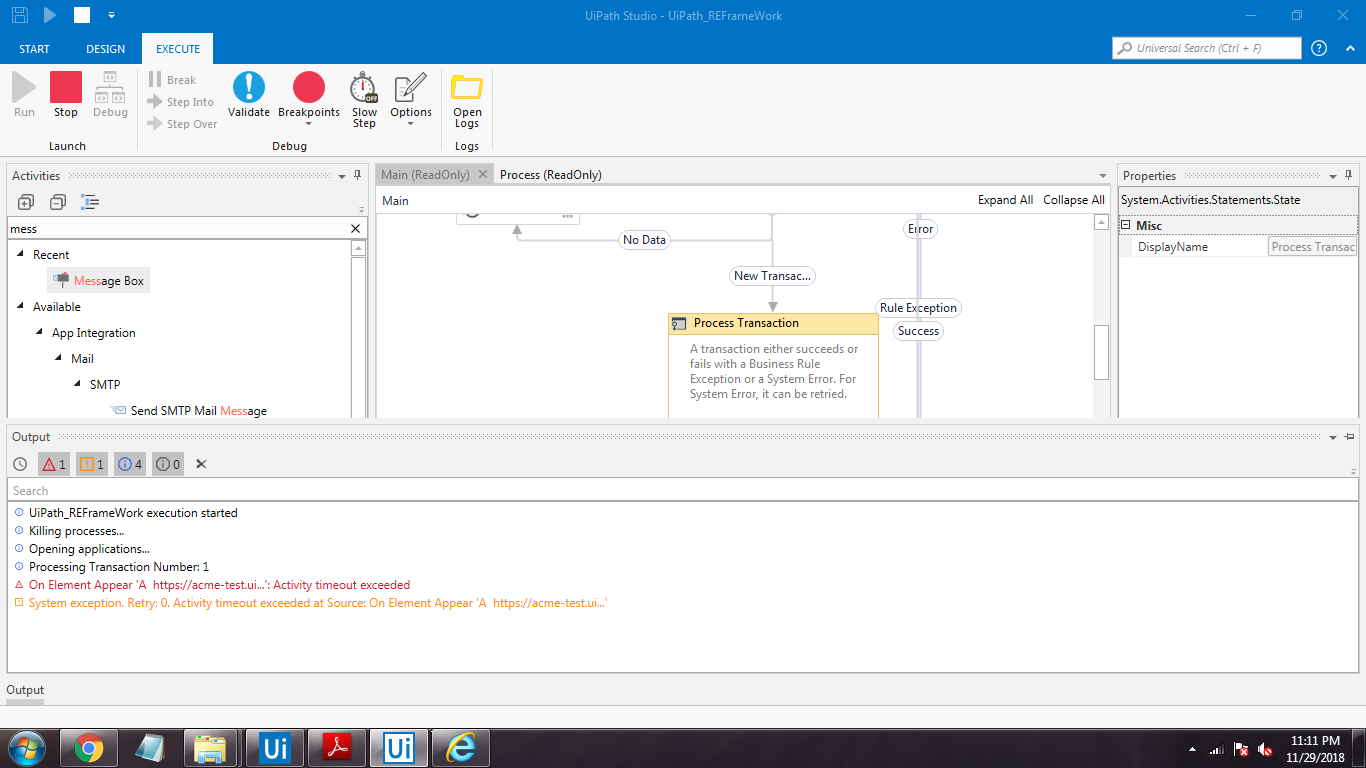 UiPath Studio - UiPath_REFrameWork
START DESIGN EXECUTE
Universal Search (Ctrl + F)
?
Run Stop Debug
Break
Step Into
Step Over
Validate Breakpoints Slow Step OFF Options
Open Logs
Launch Debug Logs
Activities
mess
Recent
Message Box
Available
App Integration
Mail
SMTP
Send SMTP Mail Message
Main (ReadOnly) Process (ReadOnly)
Main Expand All Collapse All
No Data
Error
New Transac...
Rule Exception
Success
Process Transaction
A transaction either succeeds or
fails with a Business Rule
Exception or a System Error. For
System Error, it can be retried.
Properties
System.Activities.Statements.State
Misc
DisplayName Process Transac
Output
1 1 4 0
Search
UiPath_REFrameWork execution started
Killing processes...
Opening applications...
Processing Transaction Number: 1
On Element Appear 'A  https://acme-test.ui...': Activity timeout exceeded
System exception. Retry: 0. Activity timeout exceeded at Source: On Element Appear 'A  https://acme-test.ui...'
Output
Ui Ui
11:11 PM
11/29/2018